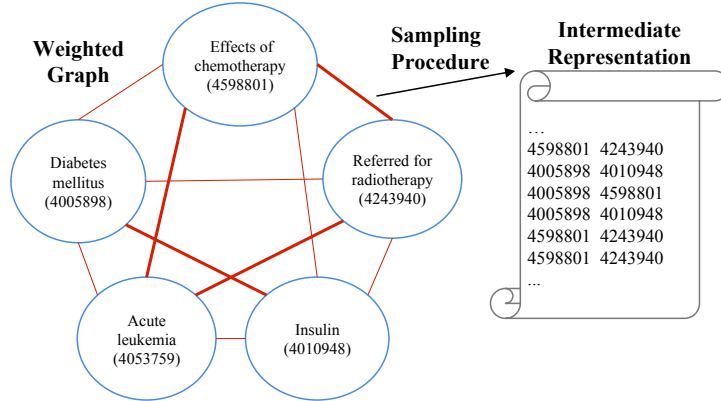 Weighted
Graph
Effects of
chemotherapy
(4598801)
Sampling
Procedure
Intermediate
Representation
Diabetes
mellitus
(4005898)
Referred for
radiotherapy
(4243940)
Acute
leukemia
(4053759)
Insulin
(4010948)
...
4598801 4243940
4005898 4010948
4005898 4598801
4005898 4010948
4598801 4243940
4598801 4243940
...